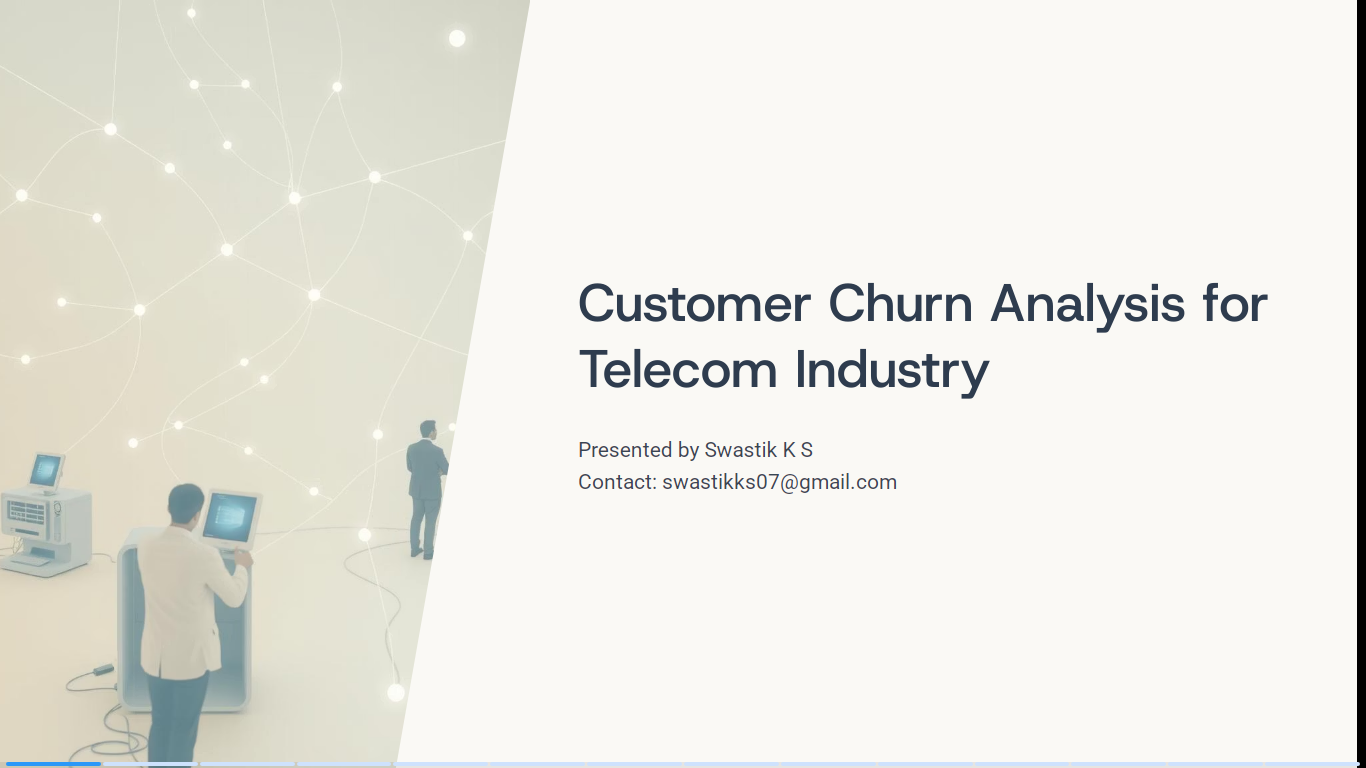 Customer Churn Analysis for
Telecom Industry
Presented by Swastik K S
Contact: swastikks07@gmail.com